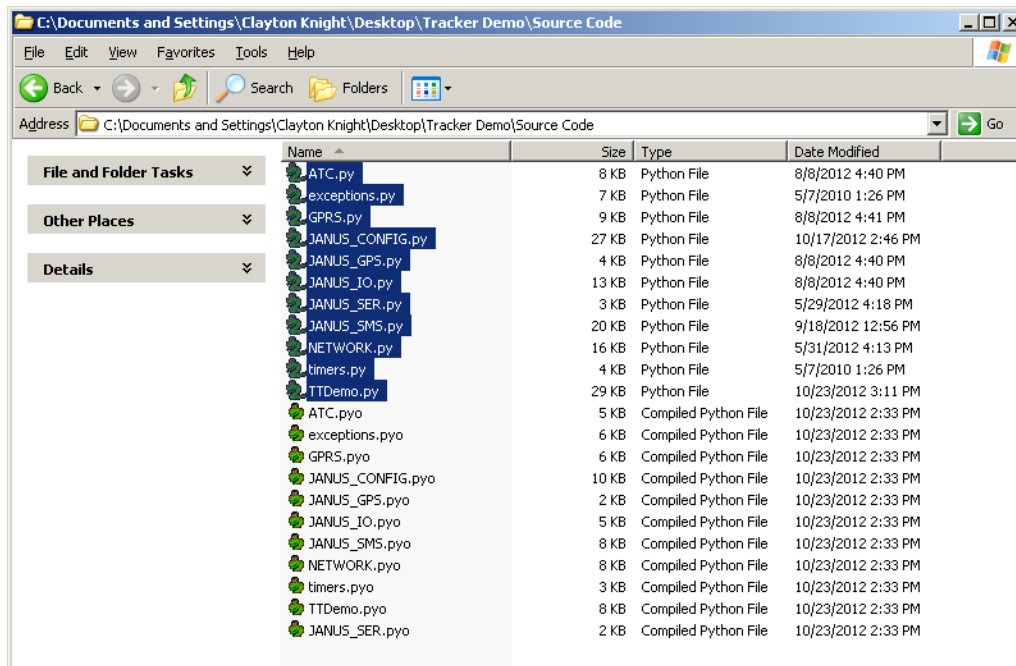 C:\Documents and Settings\Clayton Knight\Desktop\Tracker Demo\Source Code
File Edit View Favorites Tools Help
Back Search Folders
Address C:\Documents and Settings\Clayton Knight\Desktop\Tracker Demo\Source Code Go
File and Folder Tasks
Other Places
Details
Name Size Type Date Modified
ATC.py 8 KB Python File 8/8/2012 4:40 PM
exceptions.py 7 KB Python File 5/7/2010 1:26 PM
GPRS.py 9 KB Python File 8/8/2012 4:41 PM
JANUS_CONFIG.py 27 KB Python File 10/17/2012 2:46 PM
JANUS_GPS.py 4 KB Python File 8/8/2012 4:40 PM
JANUS_IO.py 13 KB Python File 8/8/2012 4:40 PM
JANUS_SER.py 3 KB Python File 5/29/2012 4:18 PM
JANUS_SMS.py 20 KB Python File 9/18/2012 12:56 PM
NETWORK.py 16 KB Python File 5/31/2012 4:13 PM
timers.py 4 KB Python File 5/7/2010 1:26 PM
TTDemo.py 29 KB Python File 10/23/2012 3:11 PM
ATC.pyo 5 KB Compiled Python File 10/23/2012 2:33 PM
exceptions.pyo 6 KB Compiled Python File 10/23/2012 2:33 PM
GPRS.pyo 6 KB Compiled Python File 10/23/2012 2:33 PM
JANUS_CONFIG.pyo 10 KB Compiled Python File 10/23/2012 2:33 PM
JANUS_GPS.pyo 2 KB Compiled Python File 10/23/2012 2:33 PM
JANUS_IO.pyo 5 KB Compiled Python File 10/23/2012 2:33 PM
JANUS_SMS.pyo 8 KB Compiled Python File 10/23/2012 2:33 PM
NETWORK.pyo 8 KB Compiled Python File 10/23/2012 2:33 PM
timers.pyo 3 KB Compiled Python File 10/23/2012 2:33 PM
TTDemo.pyo 8 KB Compiled Python File 10/23/2012 2:33 PM
JANUS_SER.pyo 2 KB Compiled Python File 10/23/2012 2:33 PM